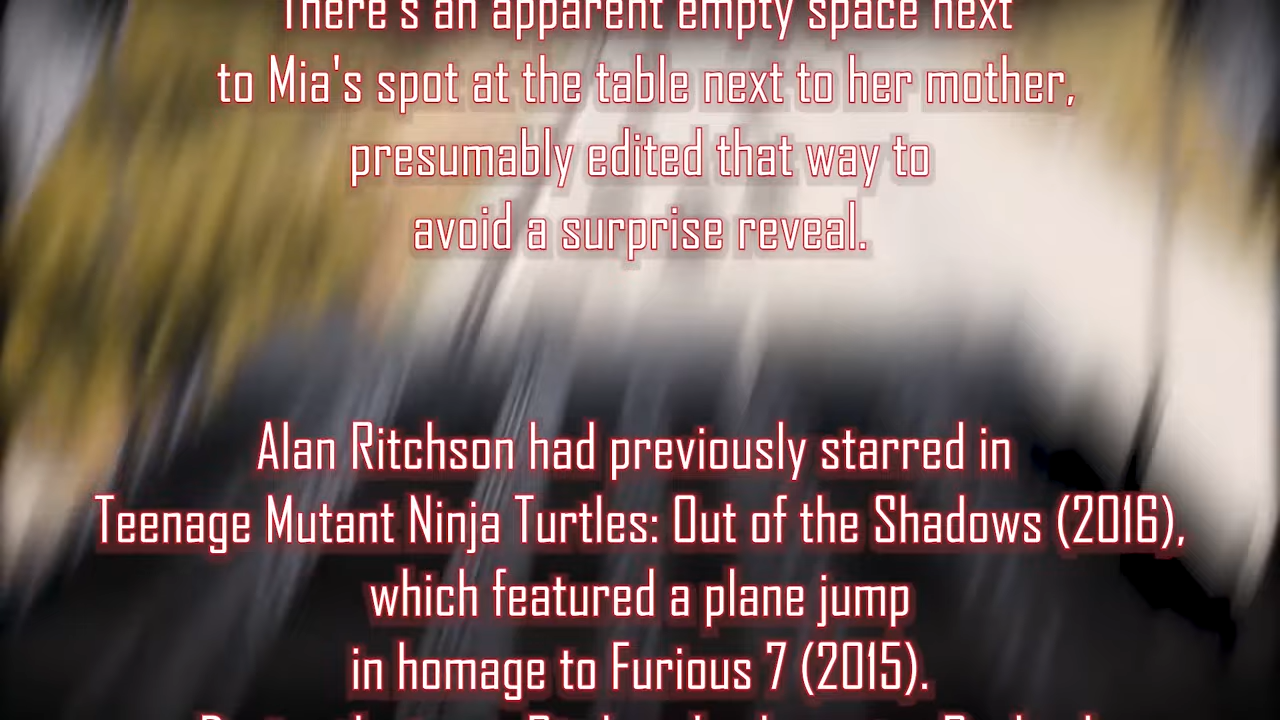 There's an apparent empty space next
to Mia's spot at the table next to her mother,
presumably edited that way to
avoid a surprise reveal.
Alan Ritchson had previously starred in
Teenage Mutant Ninja Turtles: Out of the Shadows (2016),
which featured a plane jump
in homage to Furious 7 (2015).